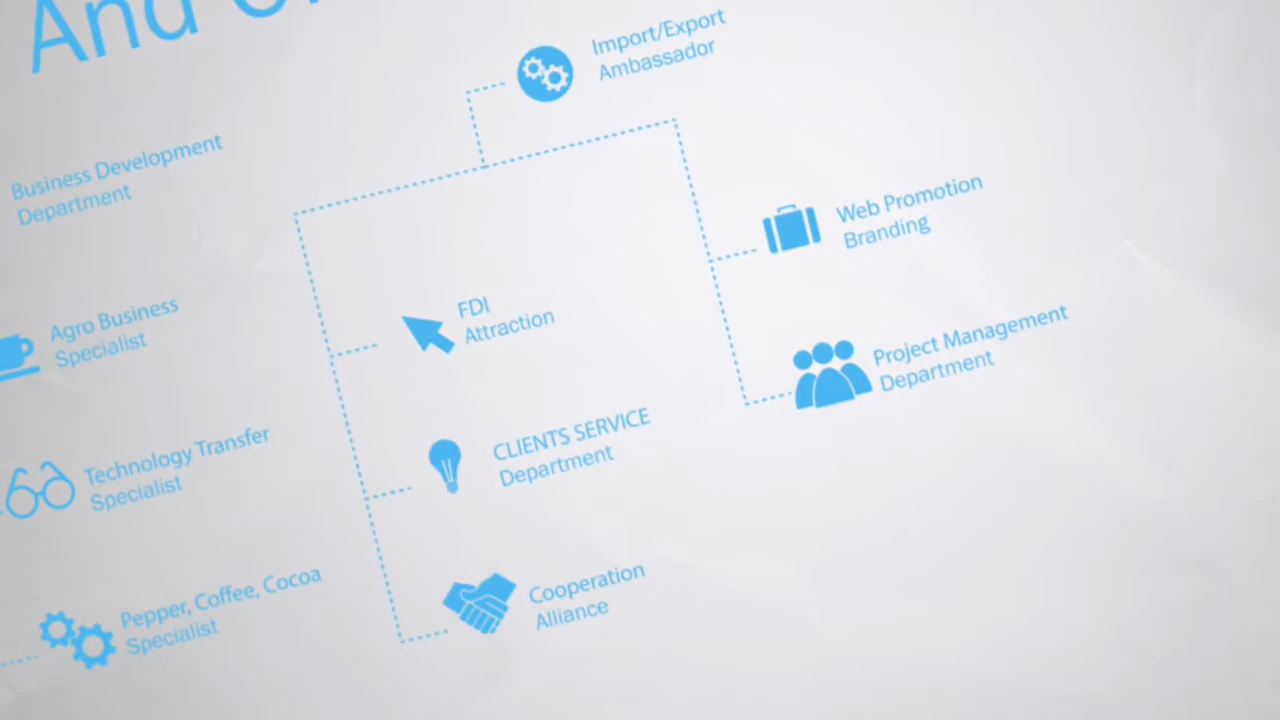 And
Import/Export
Ambassador
Business Development
Department
Web Promotion
Branding
Agro Business
Specialist
FDI
Attraction
Project Management
Department
Technology Transfer
Specialist
CLIENTS SERVICE
Department
Pepper, Coffee, Cocoa
Specialist
Cooperation
Alliance